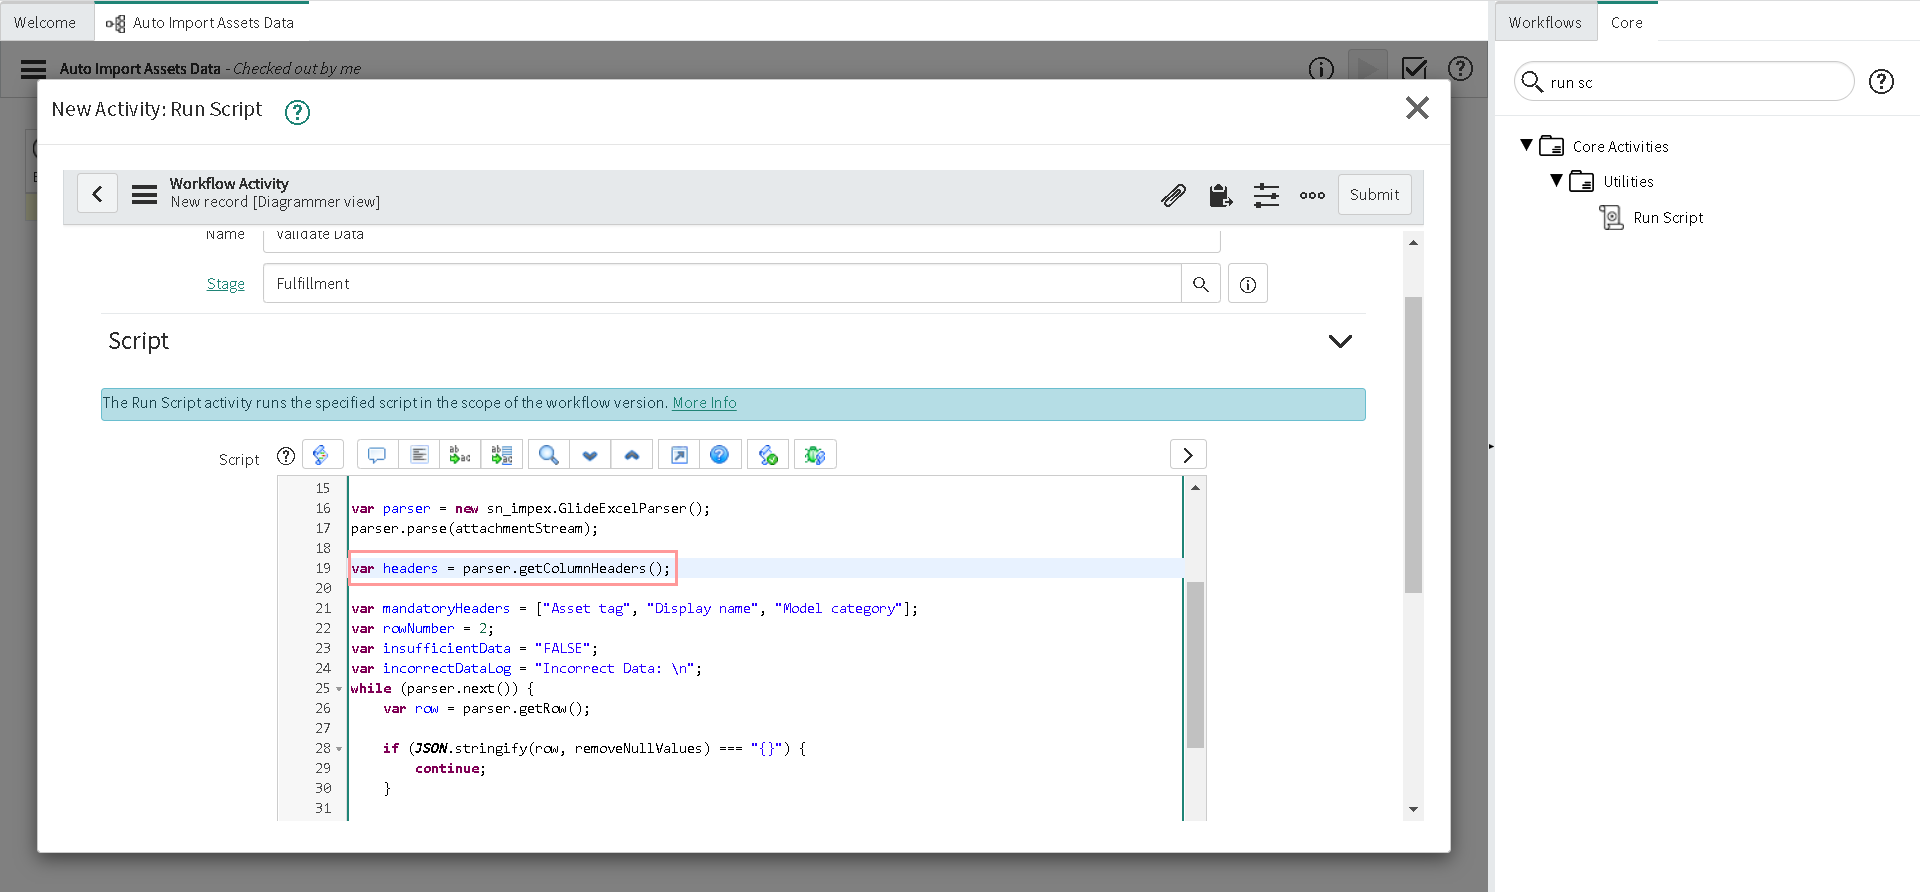 Welcome
Auto Import Assets Data
Workflows
Core
Auto Import Assets Data - Checked out by me
run sc
New Activity: Run Script
Core Activities
Utilities
Run Script
Workflow Activity
New record [Diagrammer view]
Submit
Name
Validate Data
Stage
Fulfillment
Script
The Run Script activity runs the specified script in the scope of the workflow version. More Info
Script
15
16 var parser = new sn_impex.GlideExcelParser();
17 parser.parse(attachmentStream);
18
19 var headers = parser.getColumnHeaders();
20
21 var mandatoryHeaders = ["Asset tag", "Display name", "Model category"];
22 var rowNumber = 2;
23 var insufficientData = "FALSE";
24 var incorrectDataLog = "Incorrect Data: \n";
25 while (parser.next()) {
26 var row = parser.getRow();
27
28 if (JSON.stringify(row, removeNullValues) === "{}") {
29 continue;
30 }
31